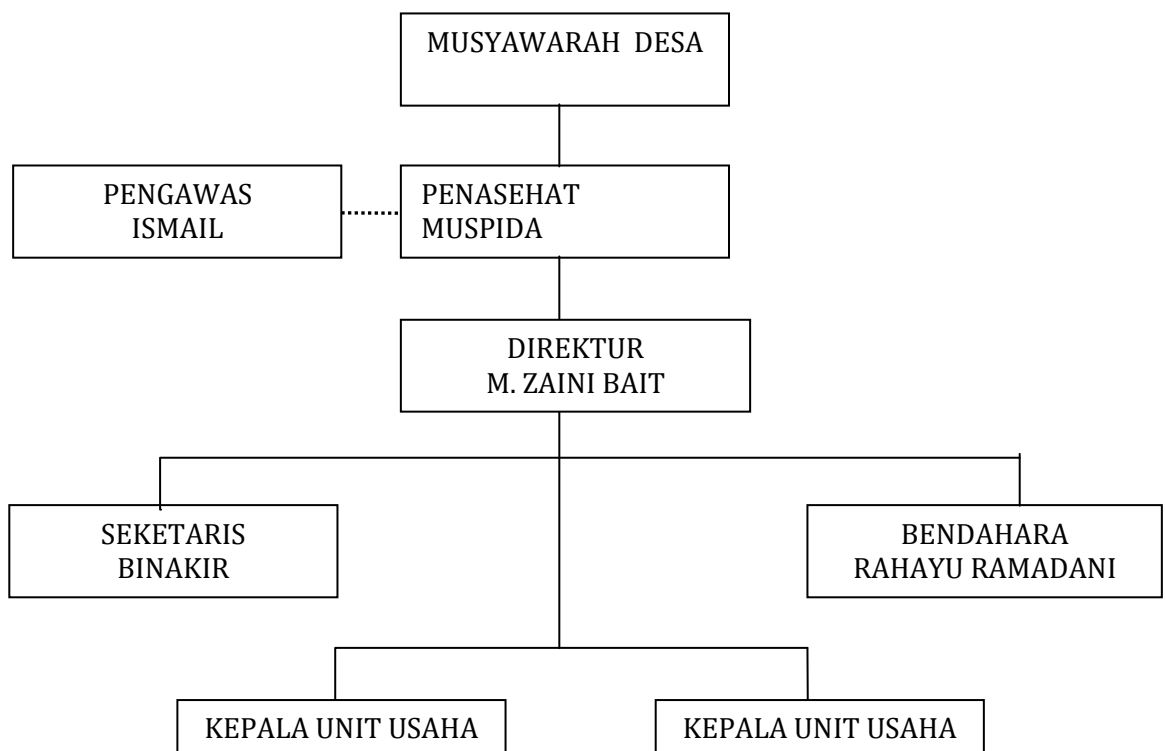 MUSYAWARAH DESA
PENGAWAS
ISMAIL
PENASEHAT
MUSPIDA
DIREKTUR
M. ZAINI BAIT
SEKETARIS
BINAKIR
BENDAHARA
RAHAYU RAMADANI
KEPALA UNIT USAHA
KEPALA UNIT USAHA